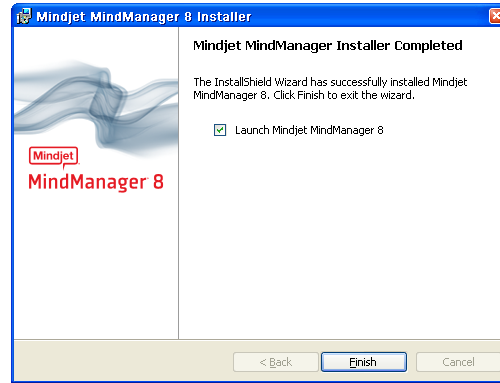 Mindjet MindManager 8 Installer
Mindjet MindManager Installer Completed
The InstallShield Wizard has successfully installed Mindjet
MindManager 8. Click Finish to exit the wizard.
Launch Mindjet MindManager 8
Mindjet
MindManager 8
< Back
Finish
Cancel